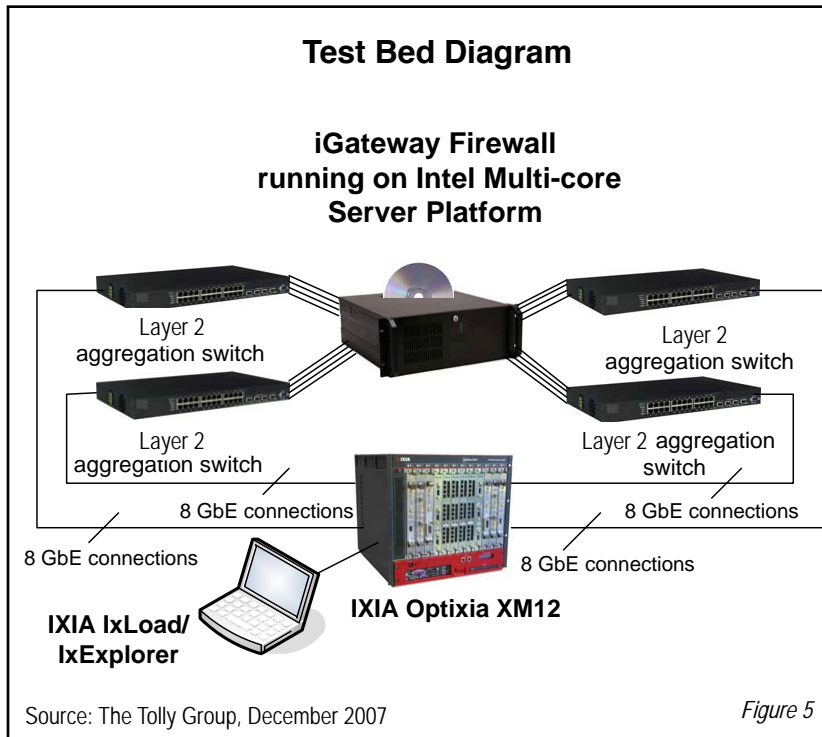 Test Bed Diagram
iGateway Firewall
running on Intel Multi-core
Server Platform
Layer 2
aggregation switch
Layer 2
aggregation switch
Layer 2
aggregation switch
Layer 2 aggregation
switch
8 GbE connections
8 GbE connections
8 GbE connections
8 GbE connections
IXIA
IXIA Optixia XM12
IXIA IxLoad/
IxExplorer
Source: The Tolly Group, December 2007
Figure 5